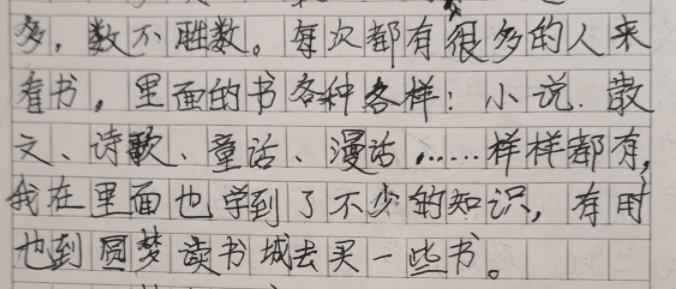 多，数不胜数。每次都有很多的人来
看书，里面的书各种各样：小说、散
文、诗歌、童话、漫话……样样都有，
我在里面也学到了不少的知识，有时
也到圆梦读书城去买一些书。